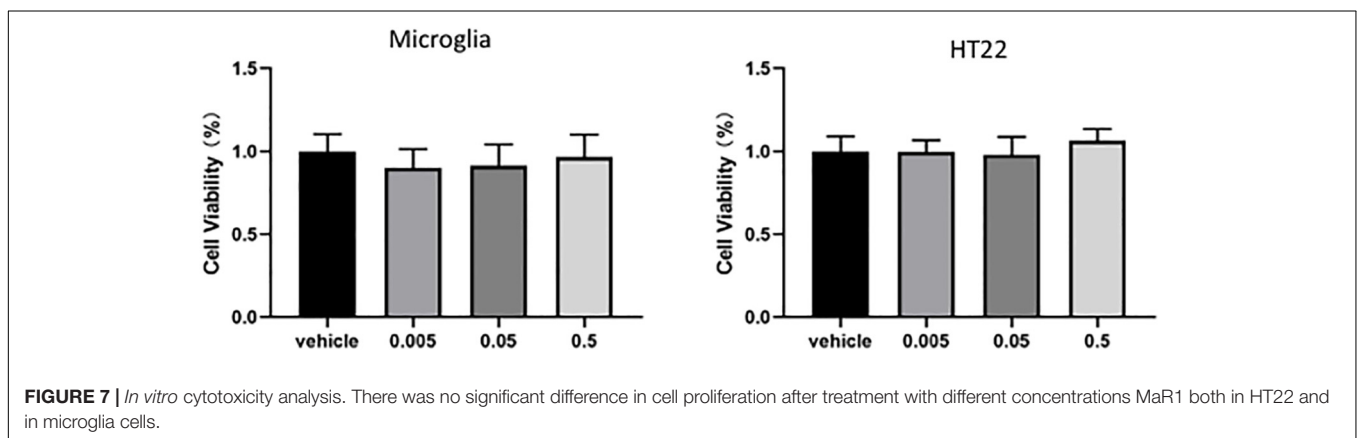 Microglia
HT22
1.5
1.0
0.5
0.0
Cell Viability (%)
vehicle 0.005 0.05 0.5
1.5
1.0
0.5
0.0
Cell Viability (%)
vehicle 0.005 0.05 0.5
FIGURE 7 | In vitro cytotoxicity analysis. There was no significant difference in cell proliferation after treatment with different concentrations MaR1 both in HT22 and
in microglia cells.